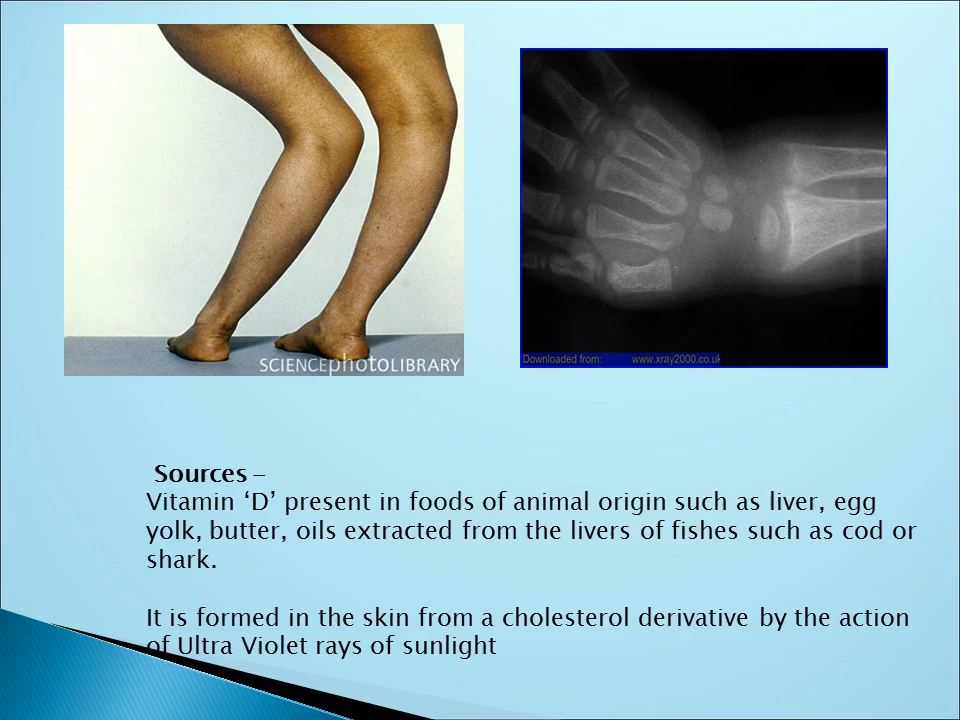 SCIENCEphotoLIBRARY
Downloaded from: www.xray2000.co.uk
Sources –
Vitamin ‘D’ present in foods of animal origin such as liver, egg
yolk, butter, oils extracted from the livers of fishes such as cod or
shark.
It is formed in the skin from a cholesterol derivative by the action
of Ultra Violet rays of sunlight